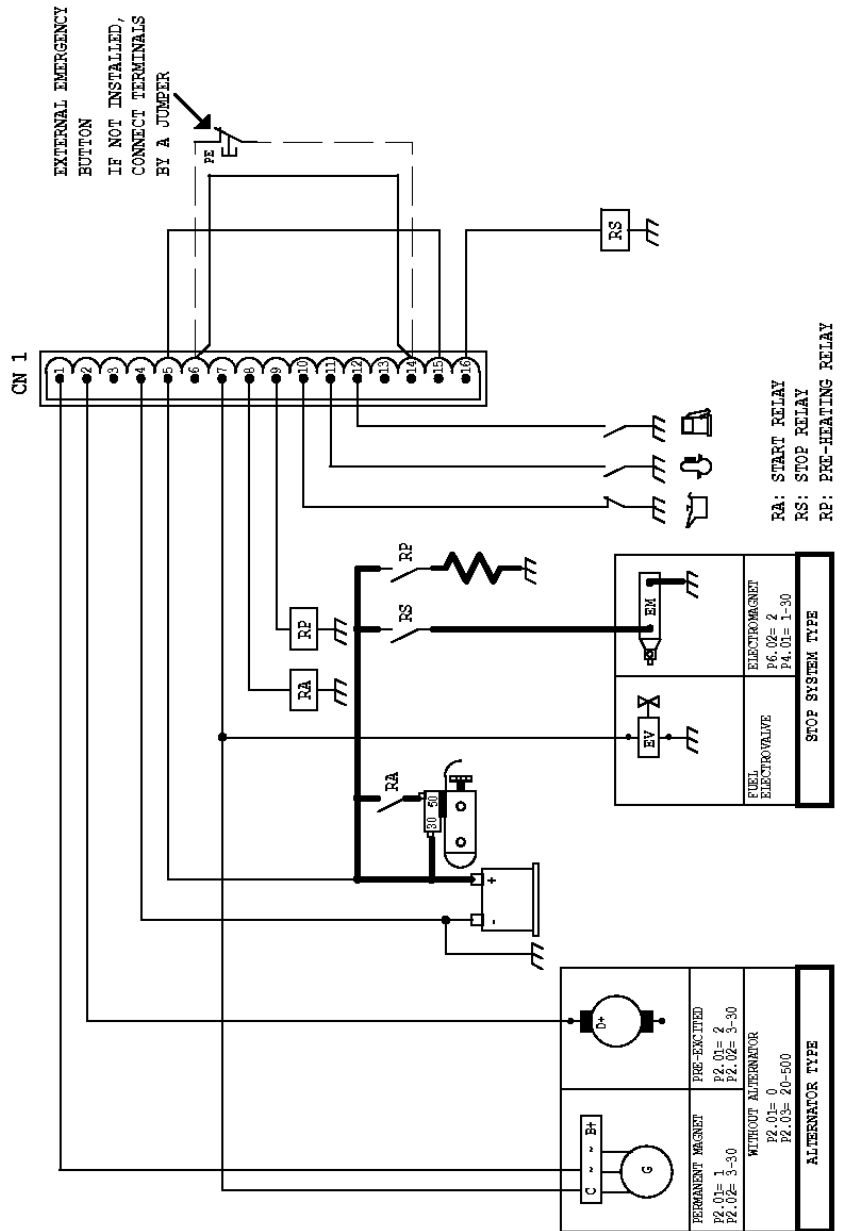 EXTERNAL EMERGENCY
BUTTON
IF NOT INSTALLED,
CONNECT TERMINALS
BY A JUMPER
PE
CN 1
1
2
3
4
5
6
7
8
9
10
11
12
13
14
15
16
RS
RA: START RELAY
RS: STOP RELAY
RP: PRE-HEATING RELAY
RP
RA
RP
RS
RA
30 50
- +
EV
EM
FUEL
ELECTROVALVE
ELECTROMAGNET
P6.02= 2
P4.01= 1-30
STOP SYSTEM TYPE
C ~ ~ B+
G
D+
PERMANENT MAGNET
P2.01= 1
P2.02= 3-30
PRE-EXCITED
P2.01= 2
P2.02= 3-30
WITHOUT ALTERNATOR
P2.01= 0
P2.03= 20-500
ALTERNATOR TYPE